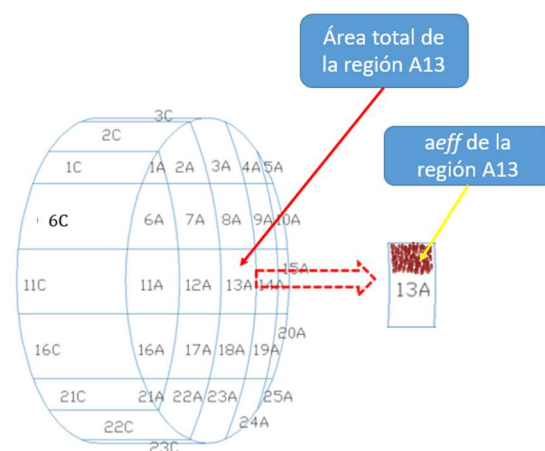 Área total de
la región A13
aeff de la
región A13
3C
2C
1C 1A 2A 3A 4A 5A
6C 6A 7A 8A 9A 10A
15A
11C 11A 12A 13A 14A
13A
20A
16C 16A 17A 18A 19A
21C 21A 22A 23A 25A
24A
22C
23C